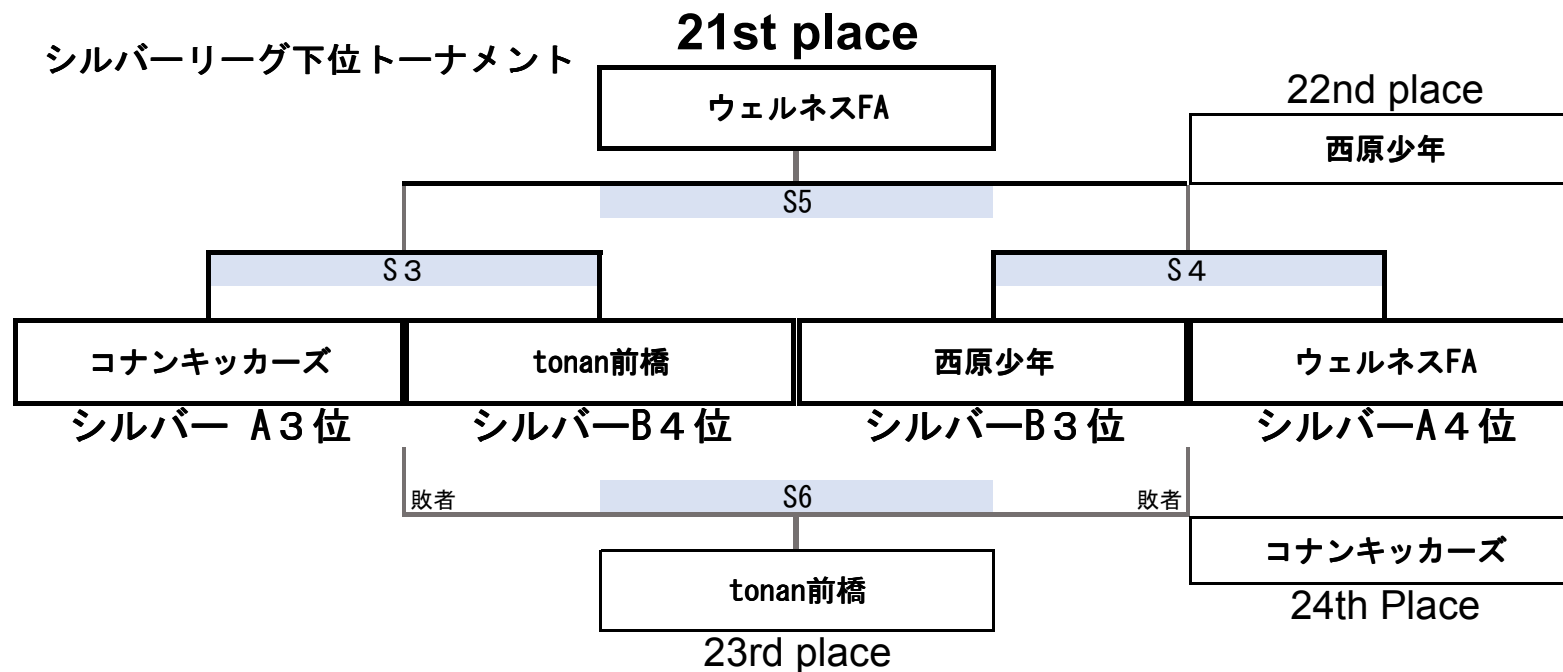 シルバーリーグ下位トーナメント
21st place
ウェルネスFA
22nd place
西原少年
S5
S３
S４
コナンキッカーズ
tonan前橋
西原少年
ウェルネスFA
シルバー A３位
シルバーB４位
シルバーB３位
シルバーA４位
敗者
S6
敗者
コナンキッカーズ
24th Place
tonan前橋
23rd place